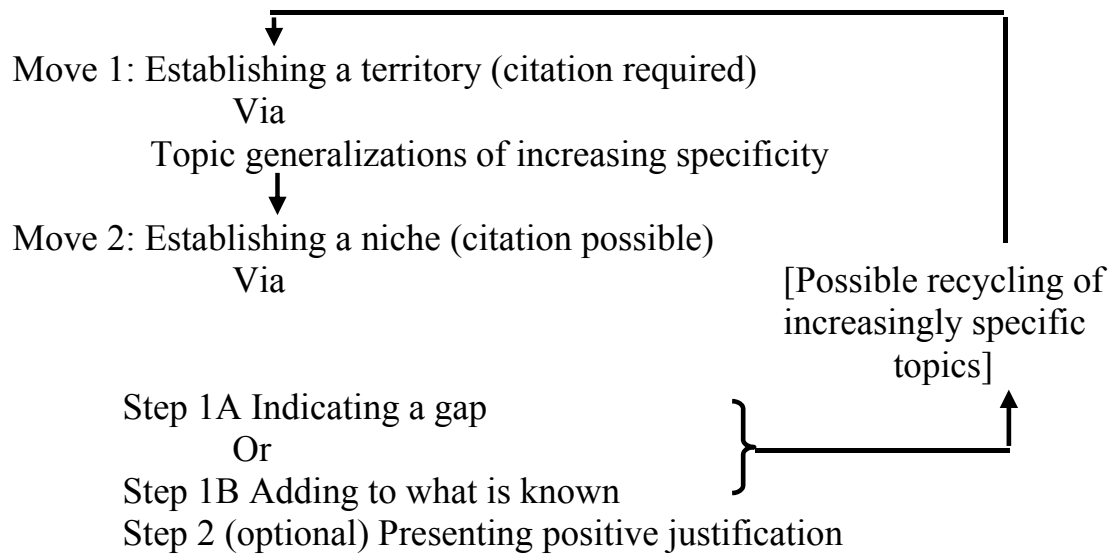 Move 1: Establishing a territory (citation required)
Via
Topic generalizations of increasing specificity
Move 2: Establishing a niche (citation possible)
Via
[Possible recycling of
increasingly specific
topics]
Step 1A Indicating a gap
Or
Step 1B Adding to what is known
Step 2 (optional) Presenting positive justification